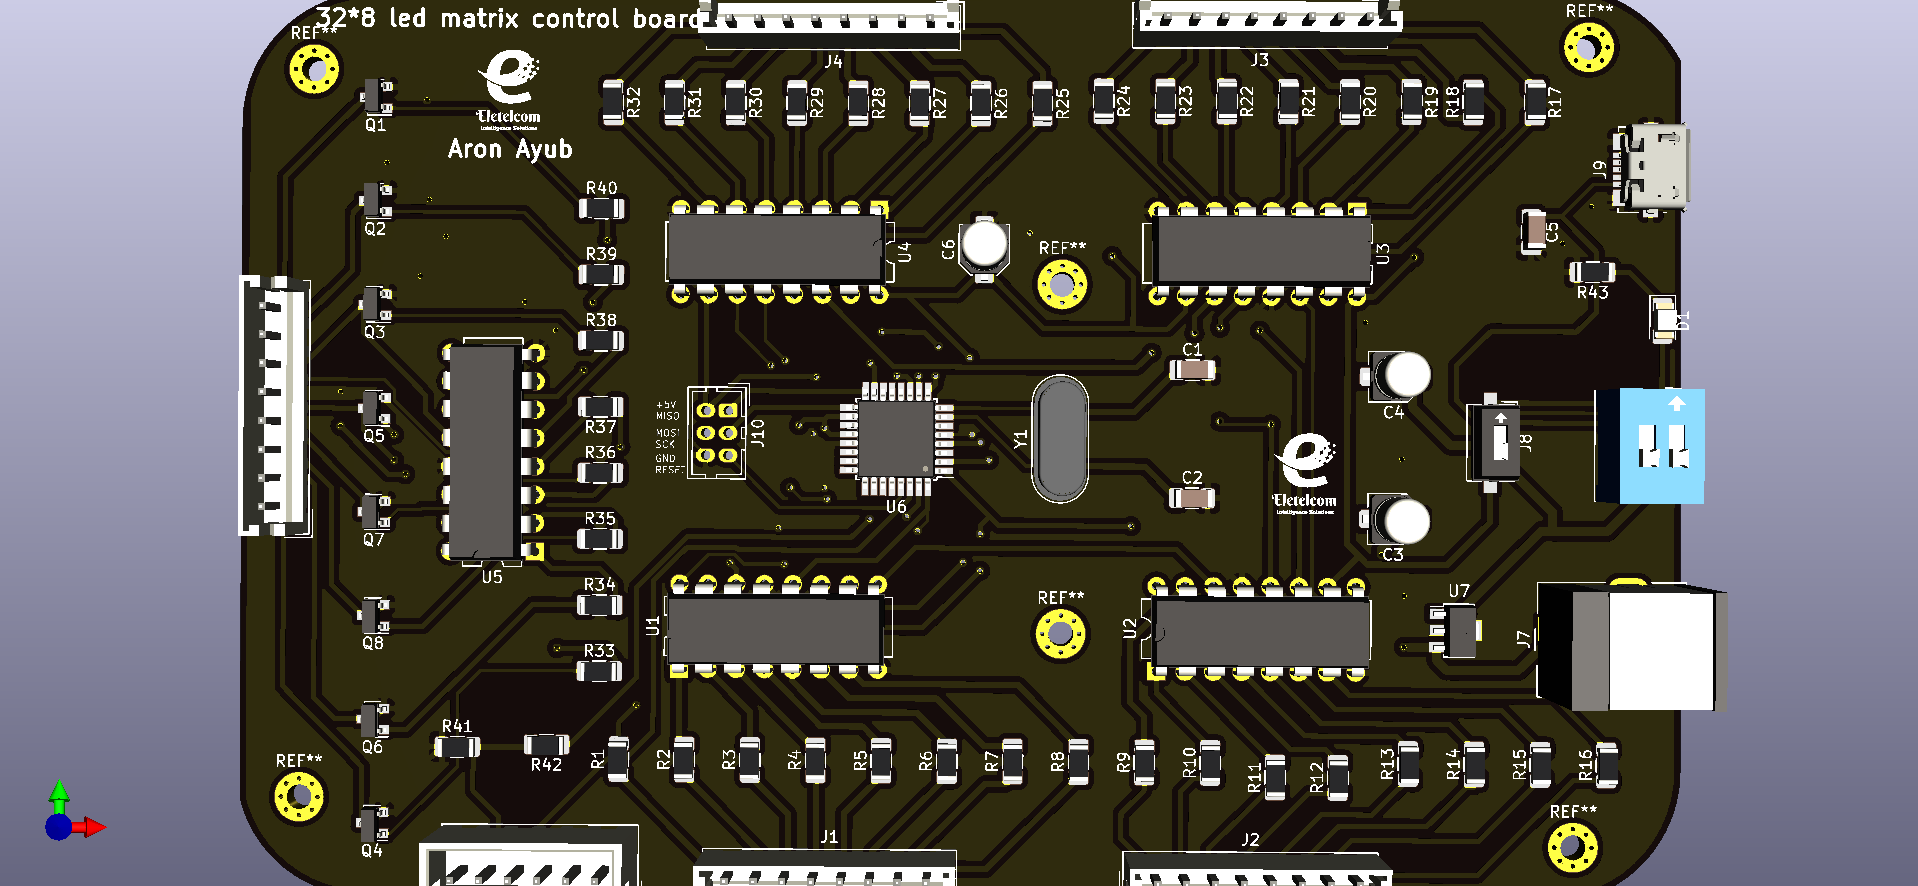 32*8 led matrix control board
REF**
REF**
J4
J3
Eletelcom
Intelligence Solutions
Aron Ayub
Q1
R32
R31
R30
R29
R28
R27
R26
R25
R24
R23
R22
R21
R20
R19
R18
R17
J9
Q2
R40
U4
C6
REF**
U3
C5
R39
R43
Q3
R38
D1
C1
C4
+5V
MISO
MOSI
SCK
GND
RESET
J10
Q5
R37
R36
Y1
J8
C2
U6
Eletelcom
Intelligence Solutions
Q7
R35
C3
U5
R34
REF**
U7
Q8
U1
U2
J7
R33
Q6
R41
R42
R1
R2
R3
R4
R5
R6
R7
R8
R9
R10
R11
R12
R13
R14
R15
R16
REF**
REF**
Q4
J1
J2